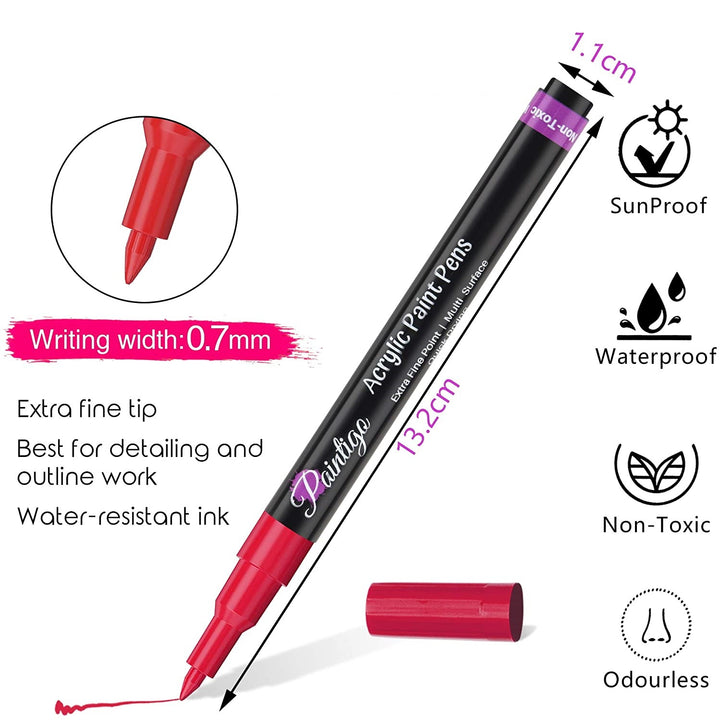 1.1cm
Non-Toxic
SunProof
Writing width:0.7mm
Waterproof
Extra fine tip
Best for detailing and
outline work
Water-resistant ink
Paintigo
Acrylic Paint Pens
Extra Fine Point | Multi Surface
13.2cm
Non-Toxic
Odourless